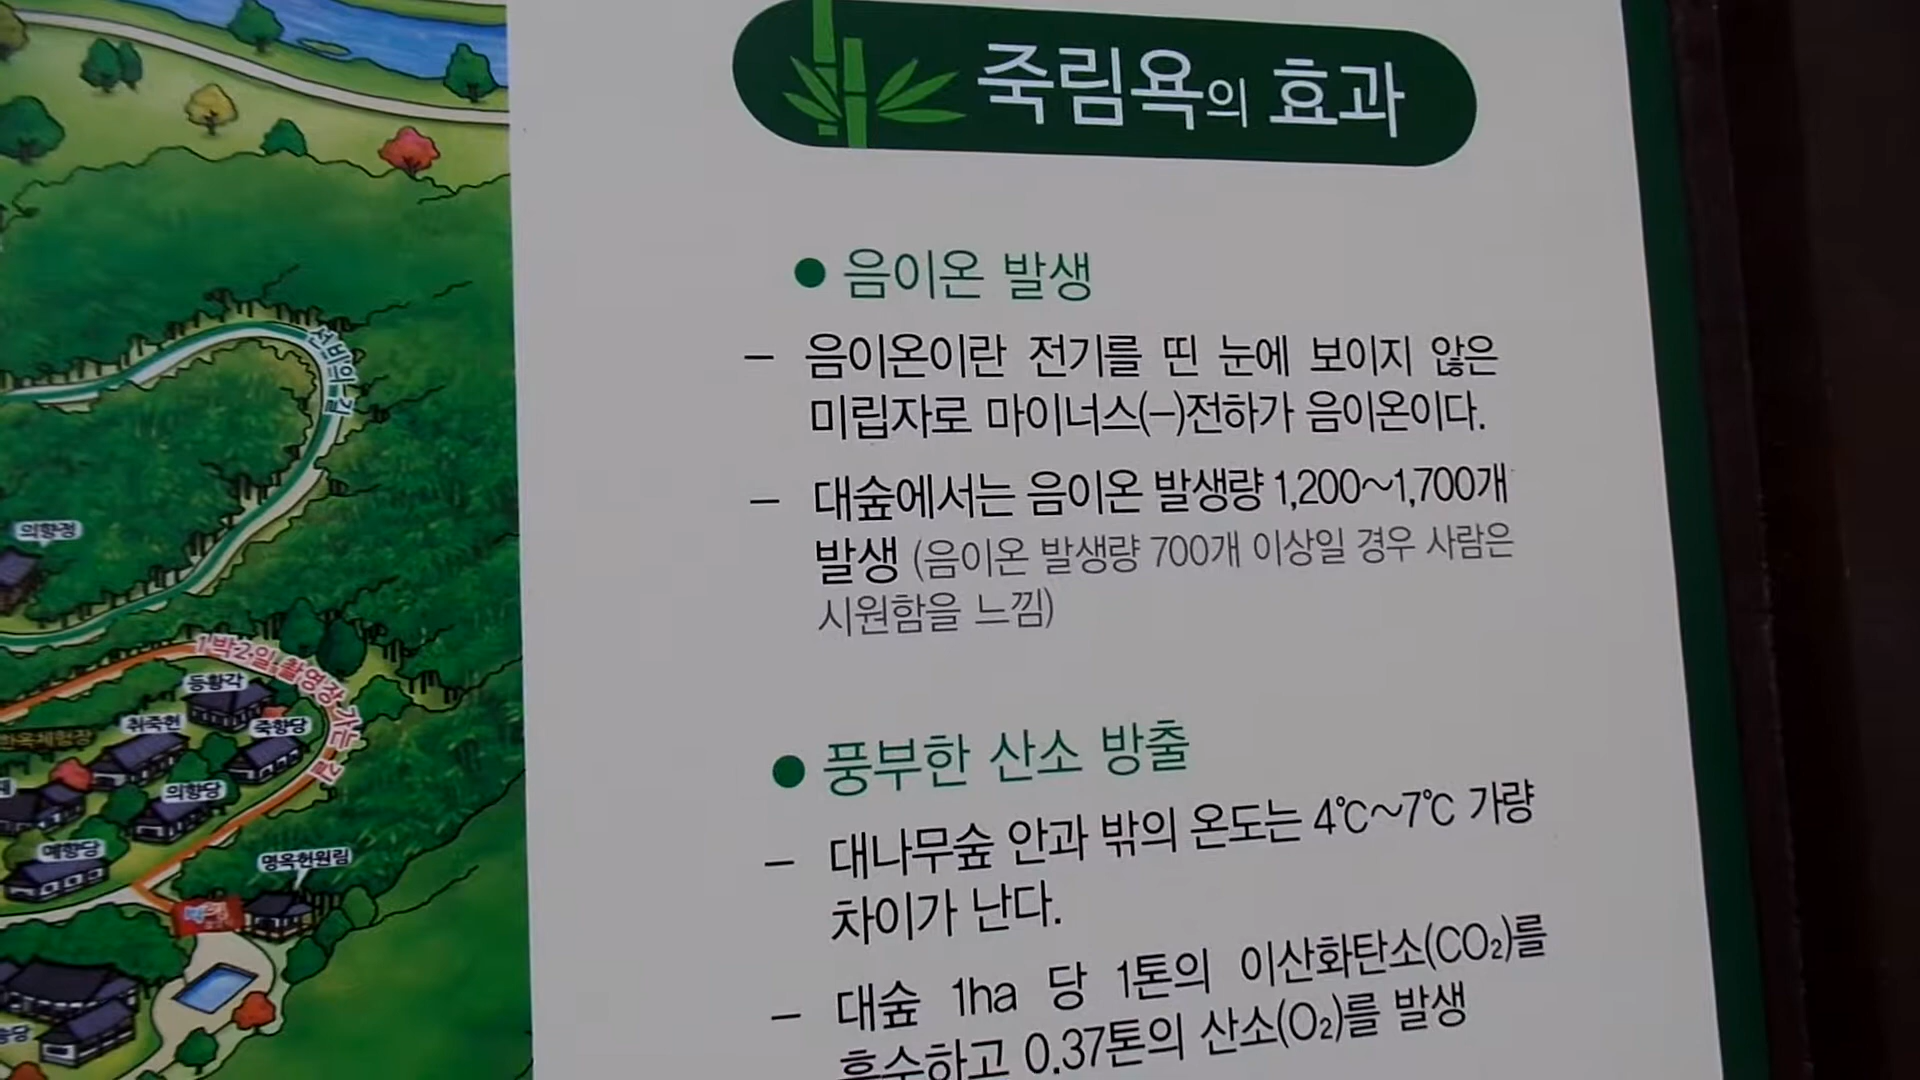 죽림욕의 효과
● 음이온 발생
– 음이온이란 전기를 띤 눈에 보이지 않은
미립자로 마이너스(–)전하가 음이온이다.
– 대숲에서는 음이온 발생량 1,200~1,700개
발생 (음이온 발생량 700개 이상일 경우 사람은
시원함을 느낌)
● 풍부한 산소 방출
– 대나무숲 안과 밖의 온도는 4℃~7℃ 가량
차이가 난다.
– 대숲 1ha 당 1톤의 이산화탄소(CO₂)를
흡수하고 0.37톤의 산소(O₂)를 발생
선비의 길
의향정
1박2일 촬영장 가는 길
취죽헌
죽향당
한옥체험장
의향당
예향당
명옥헌원림